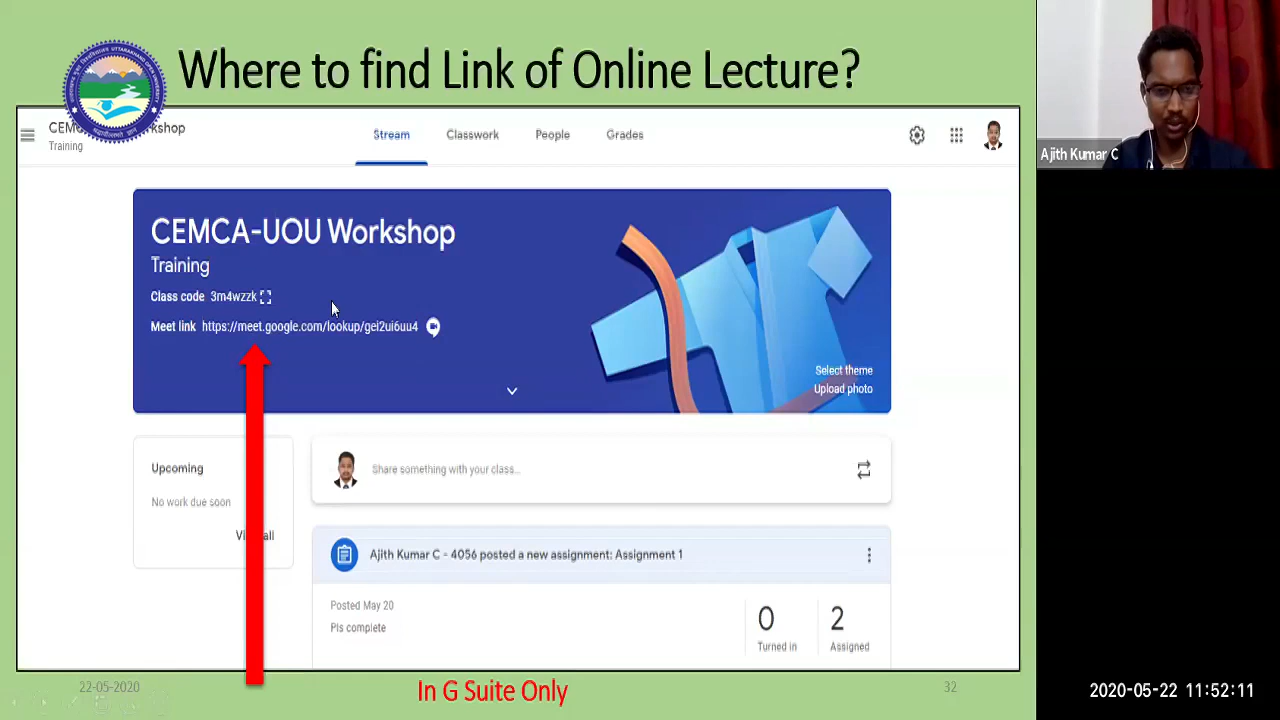 Where to find Link of Online Lecture?
Training
Stream Classwork People Grades
CEMCA-UOU Workshop
Training
Class code 3m4wzzk
Meet link https://meet.google.com/lookup/gei2ui6uu4
Select theme
Upload photo
Upcoming
No work due soon
Share something with your class...
Ajith Kumar C - 4056 posted a new assignment: Assignment 1
Posted May 20
Pls complete
0
Turned in
2
Assigned
22-05-2020
In G Suite Only
32
Ajith Kumar C
2020-05-22 11:52:11